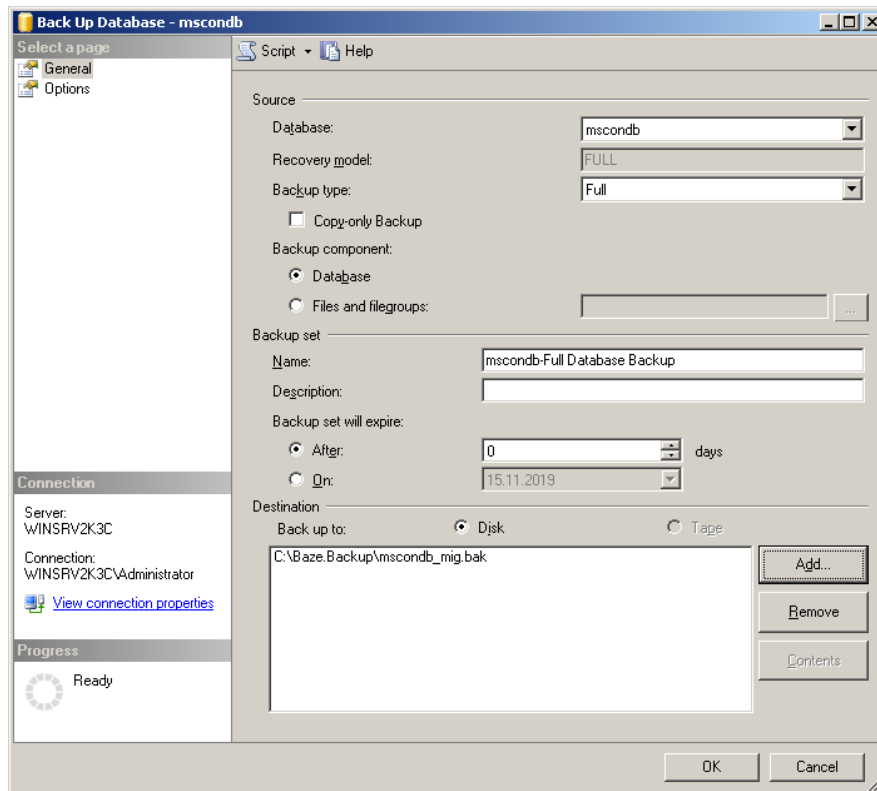 Back Up Database - mscondb
Select a page
General
Options
Script Help
Source
Database: mscondb
Recovery model: FULL
Backup type: Full
Copy-only Backup
Backup component:
Database
Files and filegroups: ...
Backup set
Name: mscondb-Full Database Backup
Description:
Backup set will expire:
After: 0 days
On: 15.11.2019
Destination
Back up to: Disk Tape
C:\Baze.Backup\mscondb_mig.bak
Add...
Remove
Contents
Connection
Server:
WINSRV2K3C
Connection:
WINSRV2K3C\Administrator
View connection properties
Progress
Ready
OK Cancel